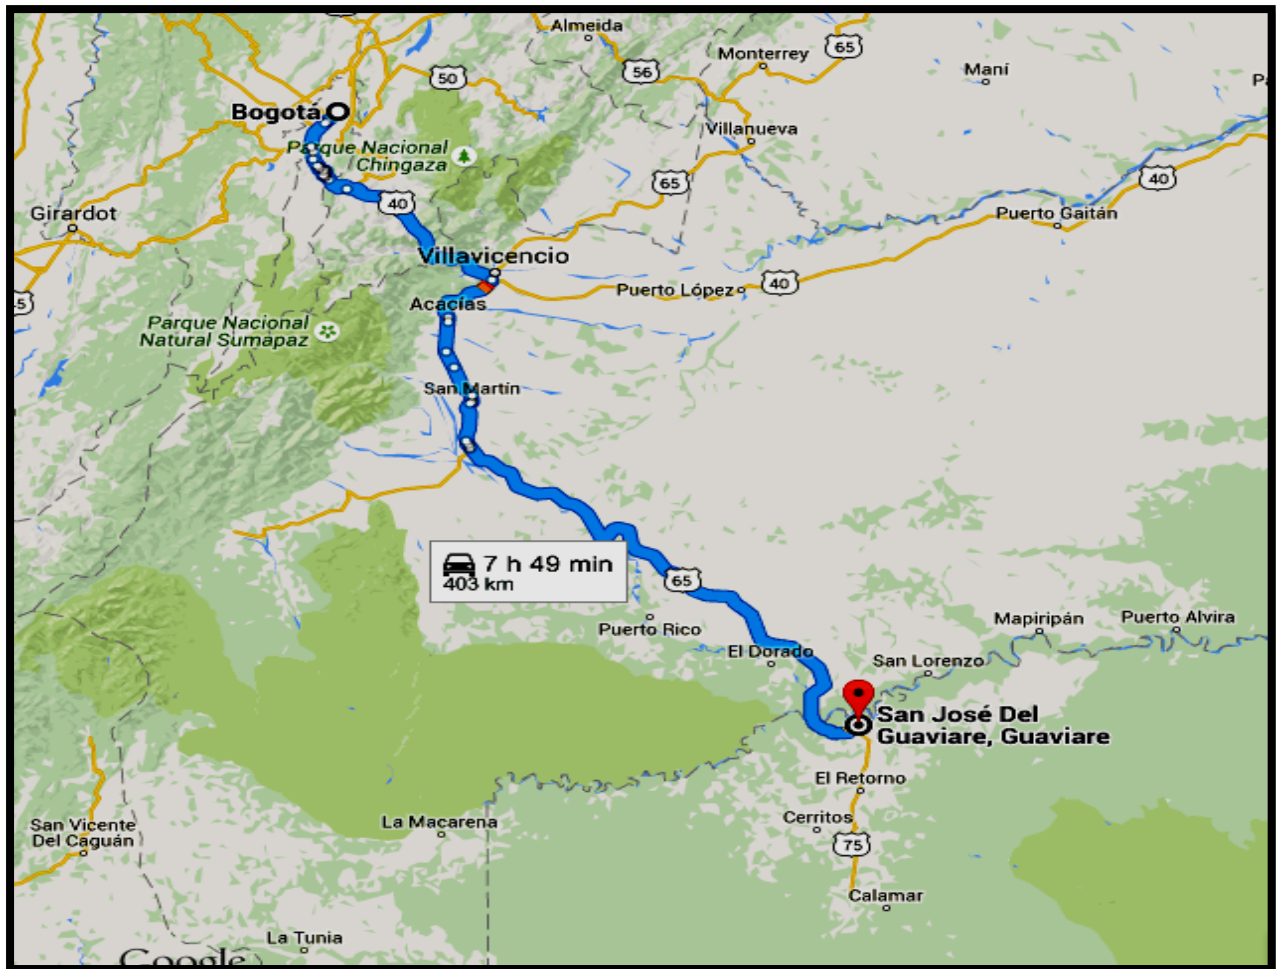 Almeida
65
Monterrey
Maní
56
50
Bogotá
Villanueva
Parque Nacional
Chingaza
65
40
40
Girardot
Puerto Gaitán
Villavicencio
Puerto López
40
Acacías
Parque Nacional
Natural Sumapaz
San Martín
7 h 49 min
403 km
65
Puerto Rico
Mapiripán
Puerto Alvira
El Dorado
San Lorenzo
San José Del
Guaviare, Guaviare
El Retorno
Cerritos
La Macarena
San Vicente
Del Caguán
75
Calamar
La Tunia
Google